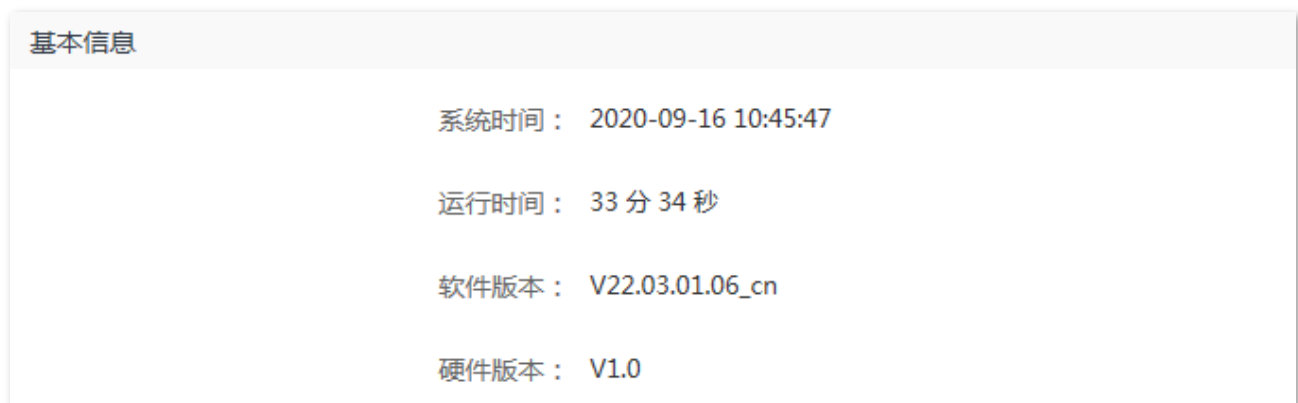 基本信息
系统时间： 2020-09-16 10:45:47
运行时间： 33 分 34 秒
软件版本： V22.03.01.06_cn
硬件版本： V1.0